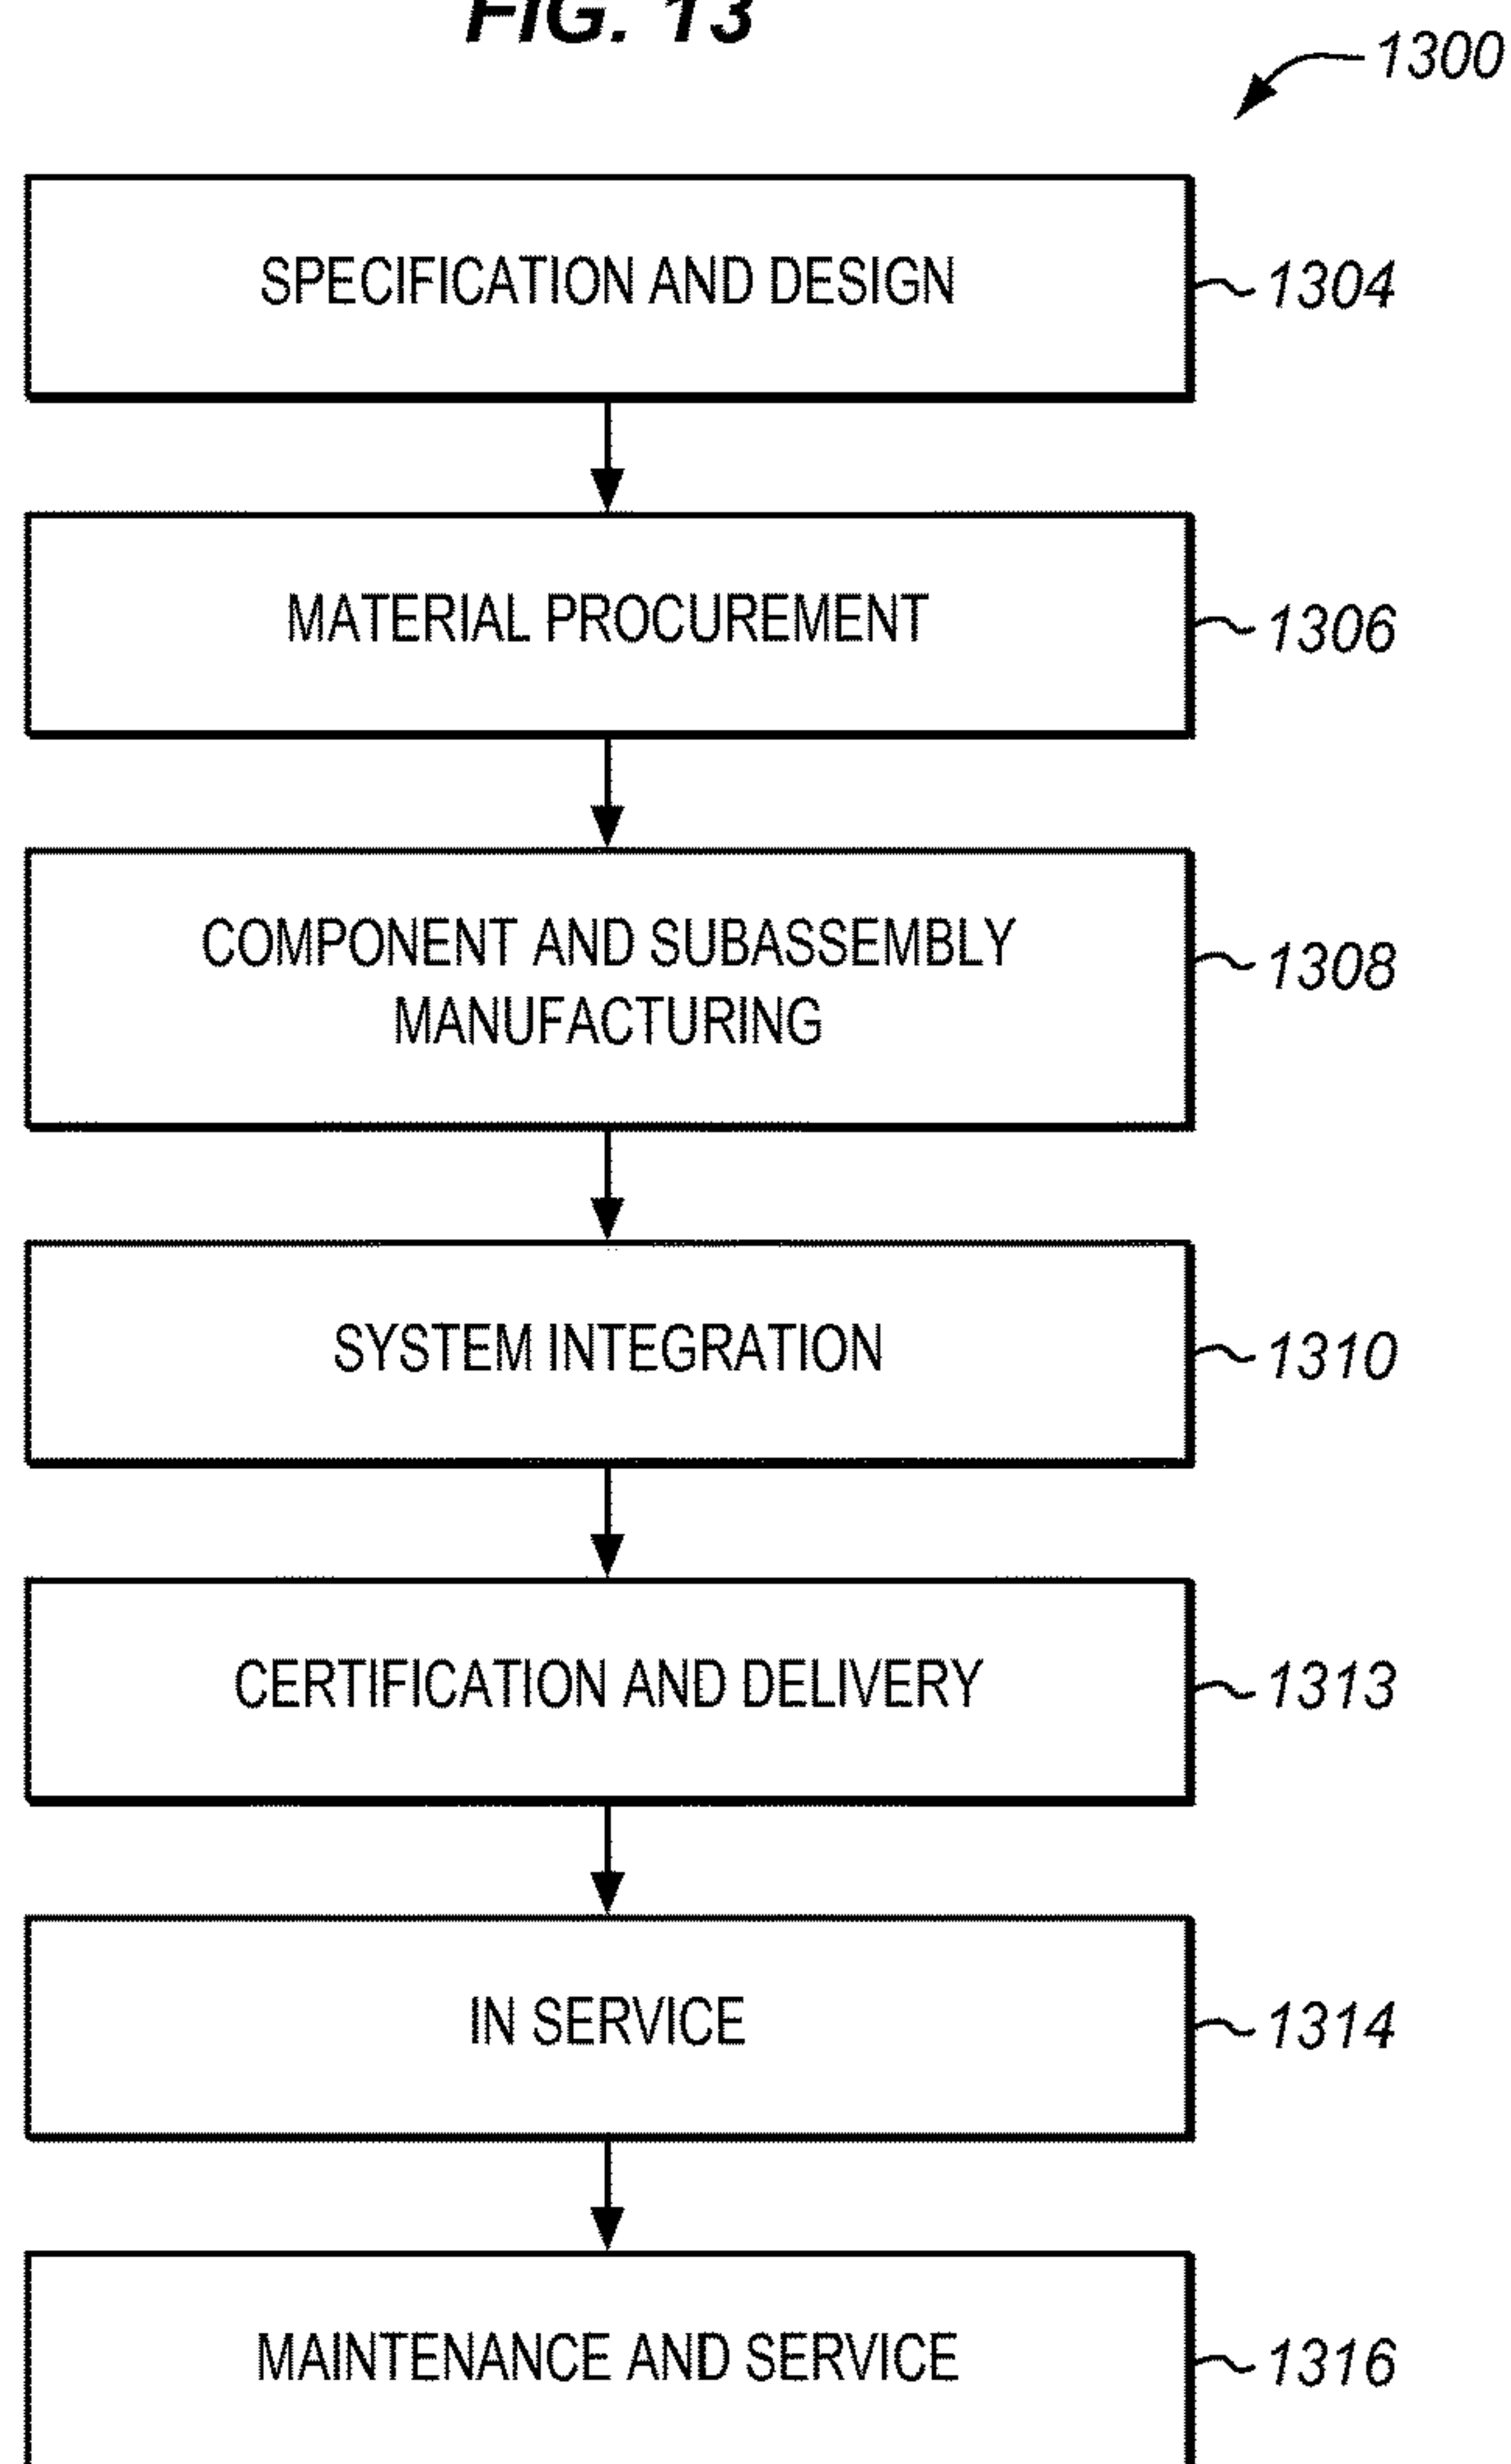 FIG. 13
1300
SPECIFICATION AND DESIGN
1304
MATERIAL PROCUREMENT
1306
COMPONENT AND SUBASSEMBLY
MANUFACTURING
1308
SYSTEM INTEGRATION
1310
CERTIFICATION AND DELIVERY
1313
IN SERVICE
1314
MAINTENANCE AND SERVICE
1316